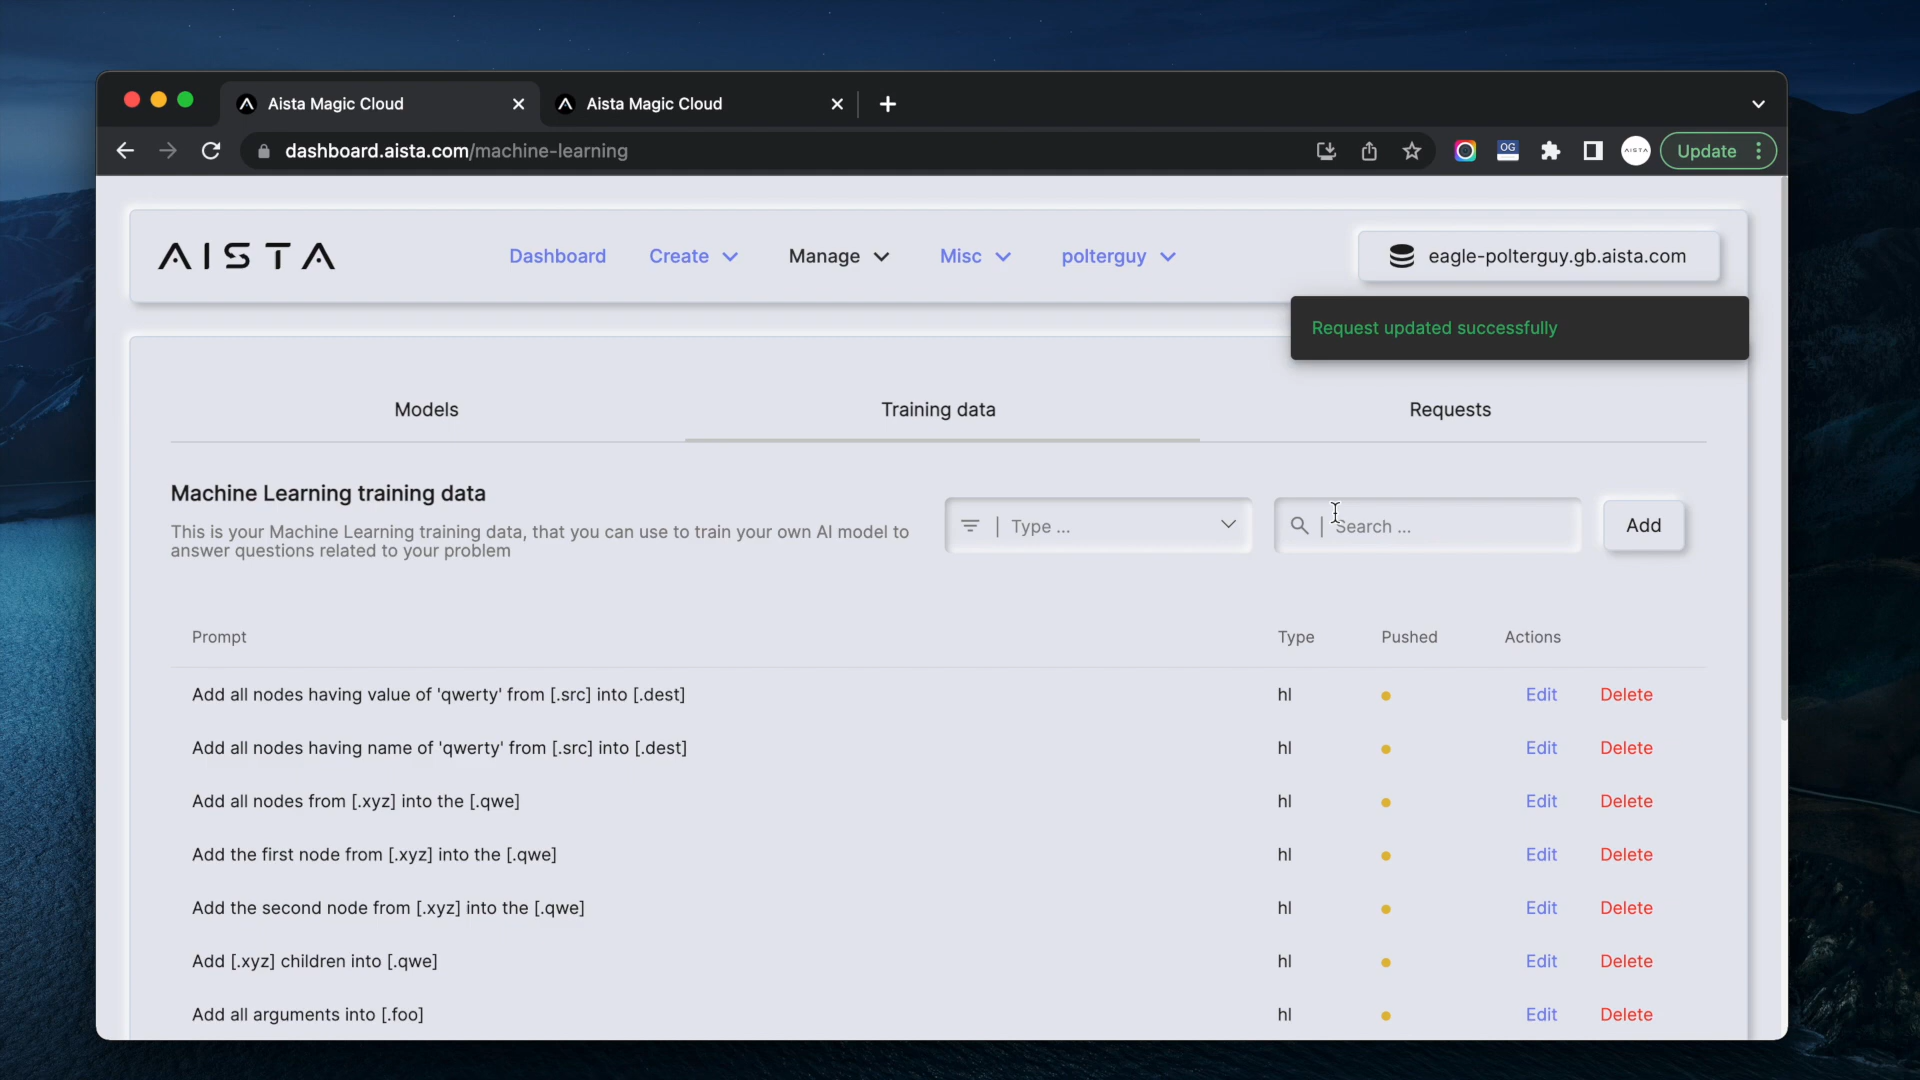 Aista Magic Cloud
Aista Magic Cloud
dashboard.aista.com/machine-learning
OG
AISTA
Update
AISTA
Dashboard
Create
Manage
Misc
polterguy
eagle-polterguy.gb.aista.com
Request updated successfully
Models
Training data
Requests
Machine Learning training data
This is your Machine Learning training data, that you can use to train your own AI model to
answer questions related to your problem
Type ...
Search ...
Add
Prompt
Type
Pushed
Actions
Add all nodes having value of 'qwerty' from [.src] into [.dest]
hl
Edit
Delete
Add all nodes having name of 'qwerty' from [.src] into [.dest]
hl
Edit
Delete
Add all nodes from [.xyz] into the [.qwe]
hl
Edit
Delete
Add the first node from [.xyz] into the [.qwe]
hl
Edit
Delete
Add the second node from [.xyz] into the [.qwe]
hl
Edit
Delete
Add [.xyz] children into [.qwe]
hl
Edit
Delete
Add all arguments into [.foo]
hl
Edit
Delete